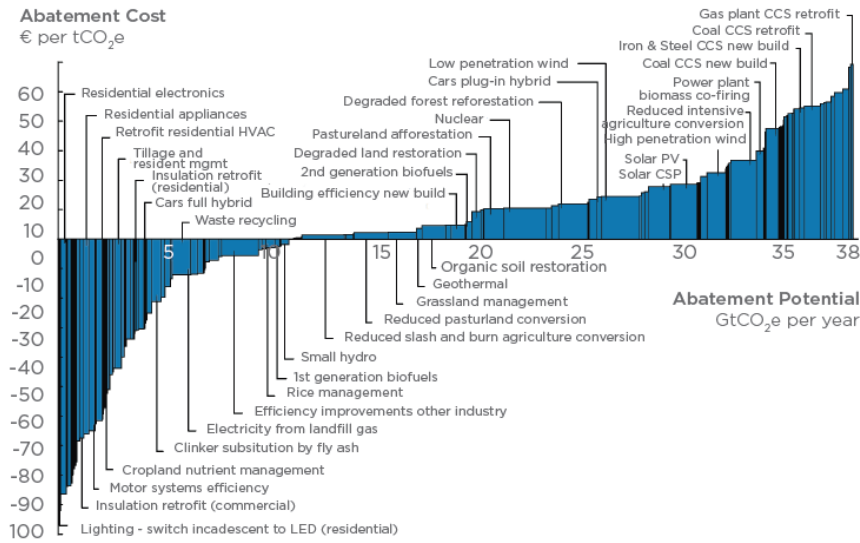 Abatement Cost
€ per tCO2e
Gas plant CCS retrofit
Coal CCS retrofit
Iron & Steel CCS new build
Low penetration wind
Coal CCS new build
Cars plug-in hybrid
Power plant
biomass co-firing
60
Residential electronics
Degraded forest reforestation
50
Residential appliances
Nuclear
Reduced intensive
agriculture conversion
40
Retrofit residential HVAC
Pastureland afforestation
High penetration wind
30
Tillage and
resident mgmt
Degraded land restoration
Solar PV
Insulation retrofit
(residential)
2nd generation biofuels
Solar CSP
20
Cars full hybrid
Building efficiency new build
10
Waste recycling
0
5
10
15
20
25
30
35
38
-10
Organic soil restoration
Geothermal
-20
Grassland management
Abatement Potential
GtCO2e per year
Reduced pasturland conversion
-30
Reduced slash and burn agriculture conversion
Small hydro
-40
1st generation biofuels
-50
Rice management
Efficiency improvements other industry
-60
Electricity from landfill gas
-70
Clinker subsitution by fly ash
Cropland nutrient management
-80
Motor systems efficiency
-90
Insulation retrofit (commercial)
100
Lighting - switch incadescent to LED (residential)